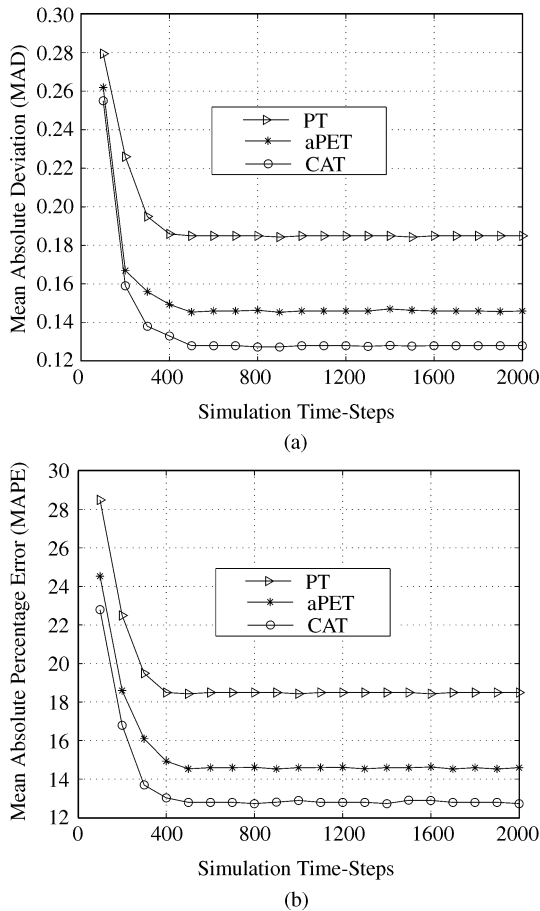 0.30
0.28
0.26
0.24
0.22
0.20
0.18
0.16
0.14
0.12
Mean Absolute Deviation (MAD)
PT
aPET
CAT
0 400 800 1200 1600 2000
Simulation Time-Steps
(a)
30
28
26
24
22
20
18
16
14
12
Mean Absolute Percentage Error (MAPE)
PT
aPET
CAT
0 400 800 1200 1600 2000
Simulation Time-Steps
(b)